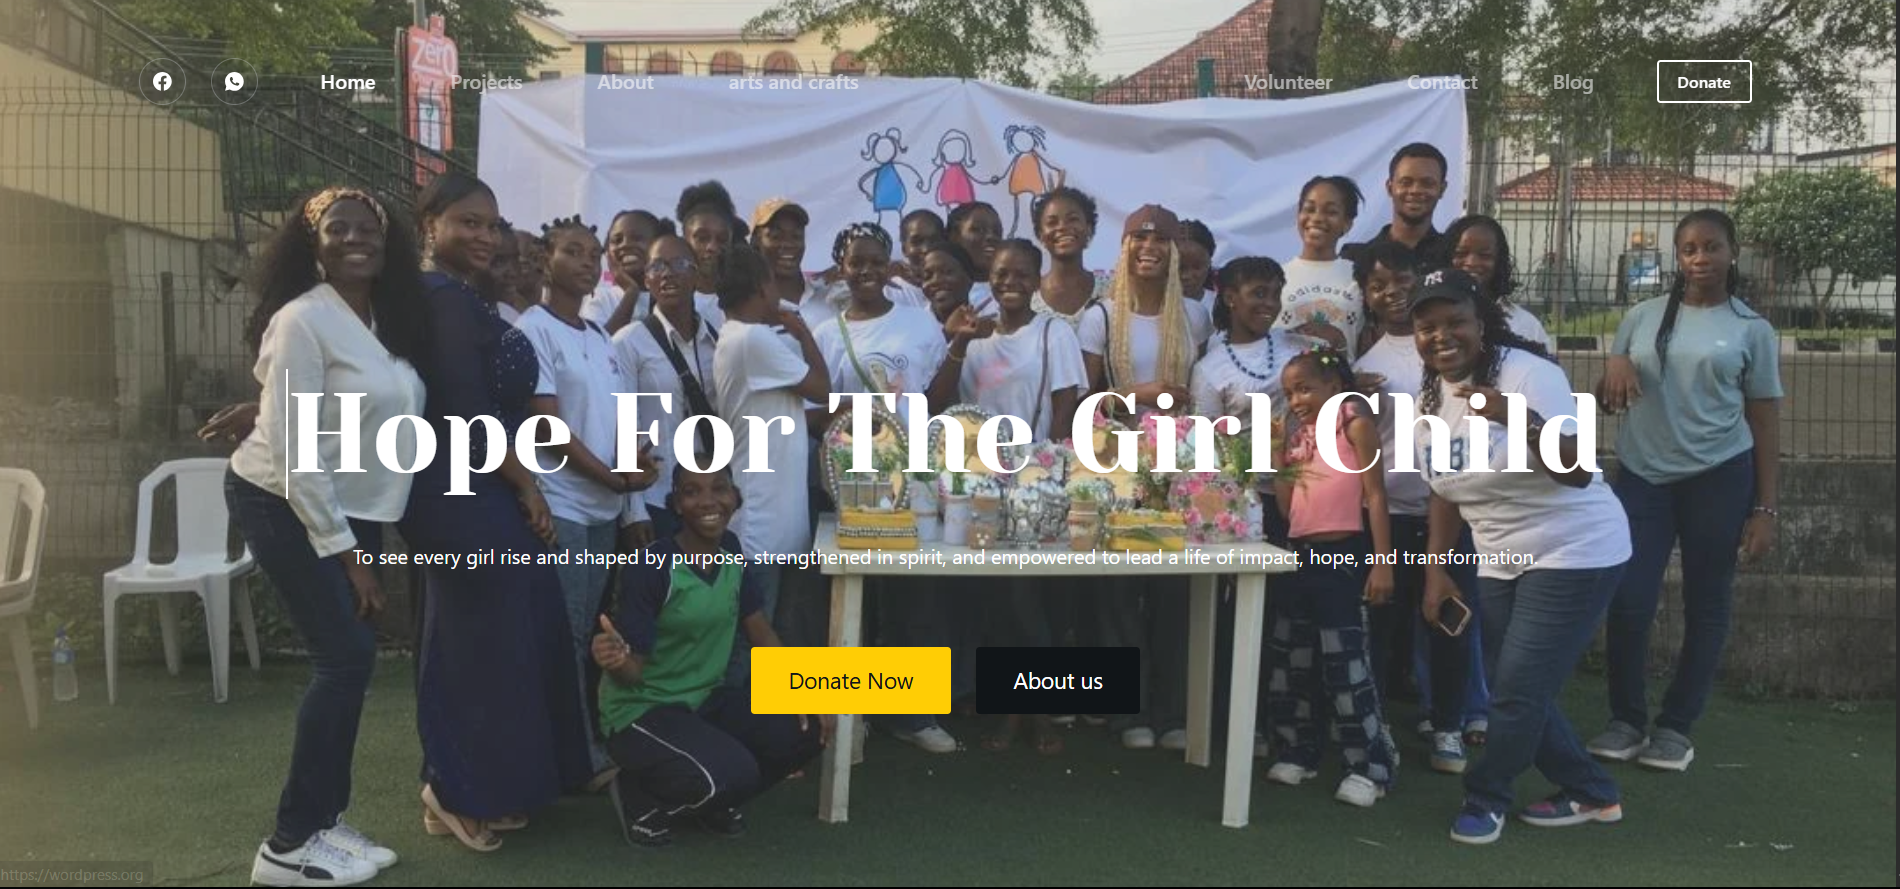 zero
Home
Projects
About
arts and crafts
Volunteer
Contact
Blog
Donate
adidas
Hope For The Girl Child
To see every girl rise and shaped by purpose, strengthened in spirit, and empowered to lead a life of impact, hope, and transformation.
Donate Now
About us
https://wordpress.org